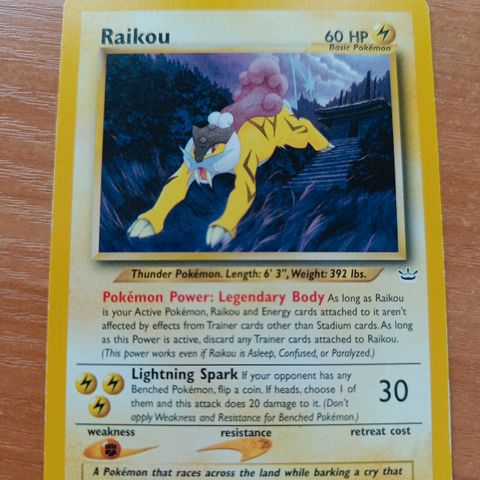 Raikou
60 HP
Basic Pokémon
Thunder Pokémon. Length: 6' 3", Weight: 392 lbs.
Pokémon Power: Legendary Body As long as Raikou
is your Active Pokémon, Raikou and Energy cards attached to it aren't
affected by effects from Trainer cards other than Stadium cards. As long
as this Power is active, discard any Trainer cards attached to Raikou.
(This power works even if Raikou is Asleep, Confused, or Paralyzed.)
Lightning Spark If your opponent has any
Benched Pokémon, flip a coin. If heads, choose 1 of
them and this attack does 20 damage to it. (Don't
apply Weakness and Resistance for Benched Pokémon.)
30
weakness resistance retreat cost
A Pokémon that races across the land while barking a cry that